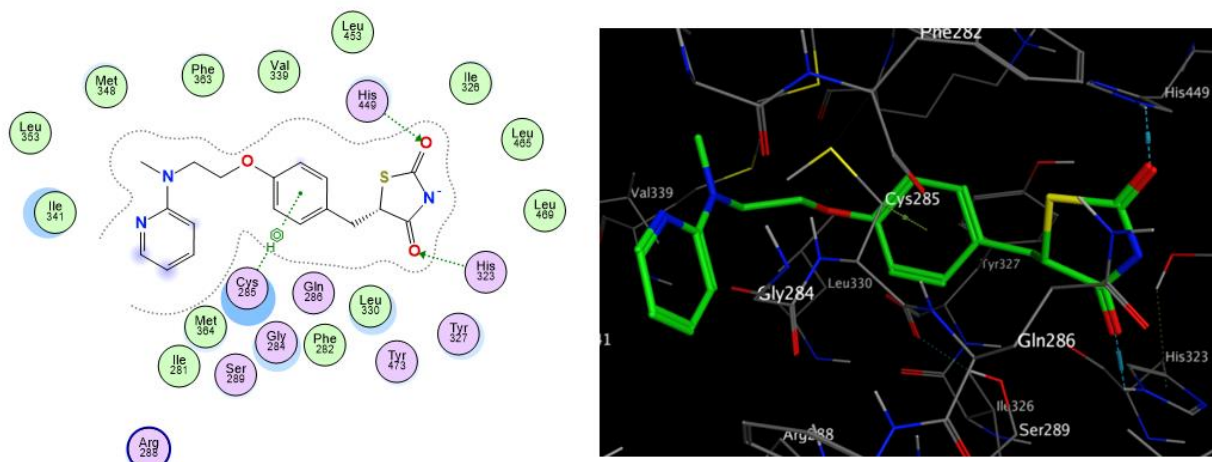 Leu
453
Phe
363
Val
339
Met
348
Ile
326
His
449
O
Leu
353
Leu
465
N
O
S
N-
Ile
341
N
O
Leu
469
H
His
323
Cys
285
Gln
286
Leu
330
Met
364
Gly
284
Phe
282
Tyr
327
Ile
281
Ser
289
Tyr
473
Arg
288
Phe282
His449
Val339
Cys285
Tyr327
Gly284
Leu330
41
Gln286
His323
Ile326
Arg288
Ser289